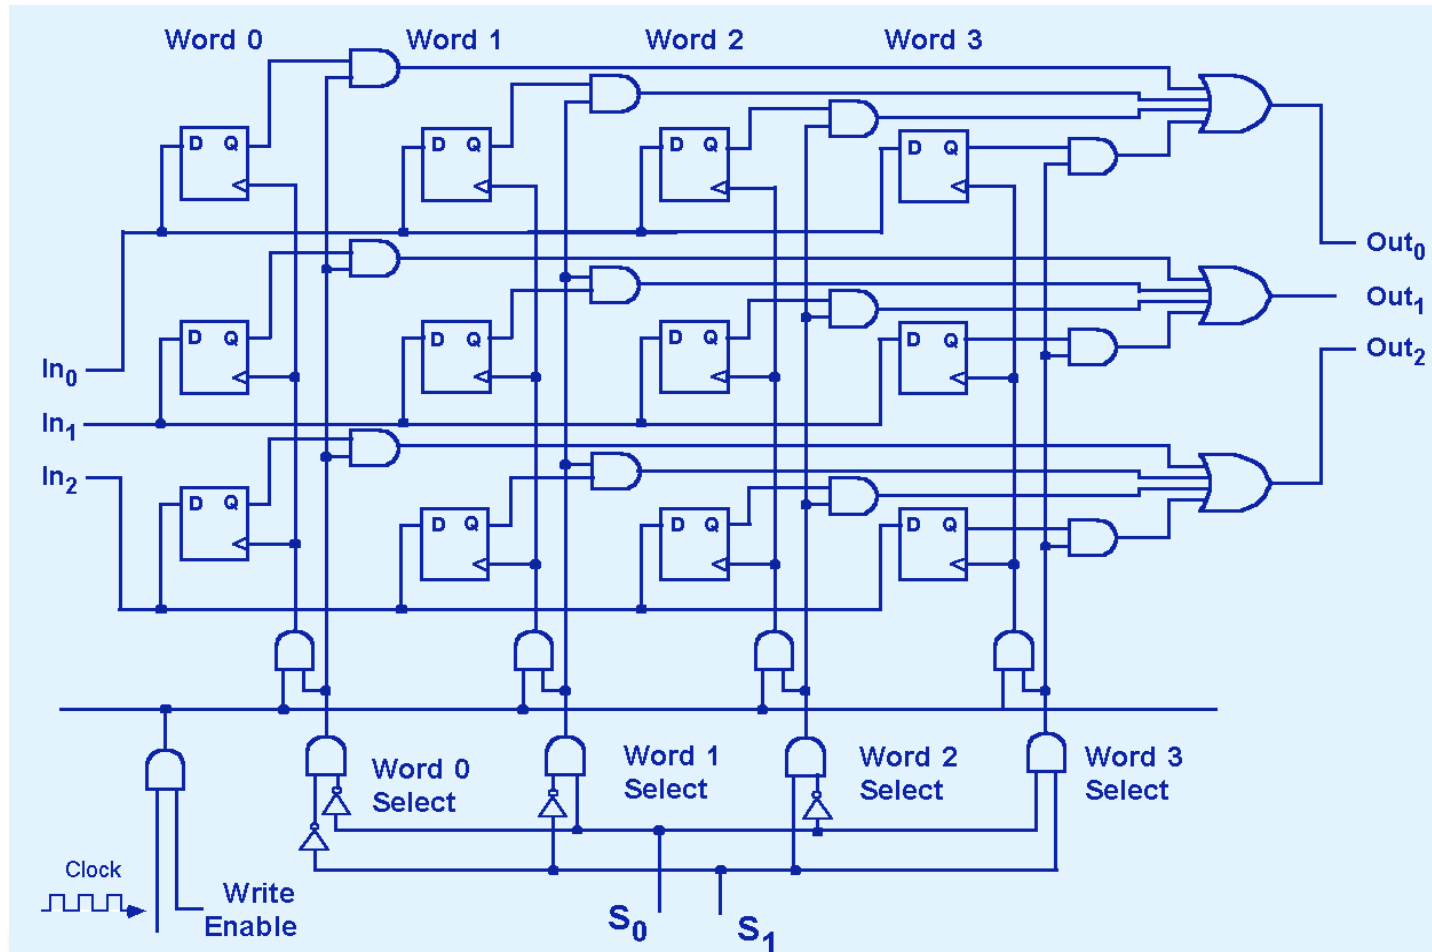 Word 0 Word 1 Word 2 Word 3
D Q D Q D Q D Q
Out0
Out1
Out2
D Q D Q D Q D Q
In0
In1
In2
D Q D Q D Q D Q
Word 0
Select
Word 1
Select
Word 2
Select
Word 3
Select
Clock
Write
Enable
S0
S1